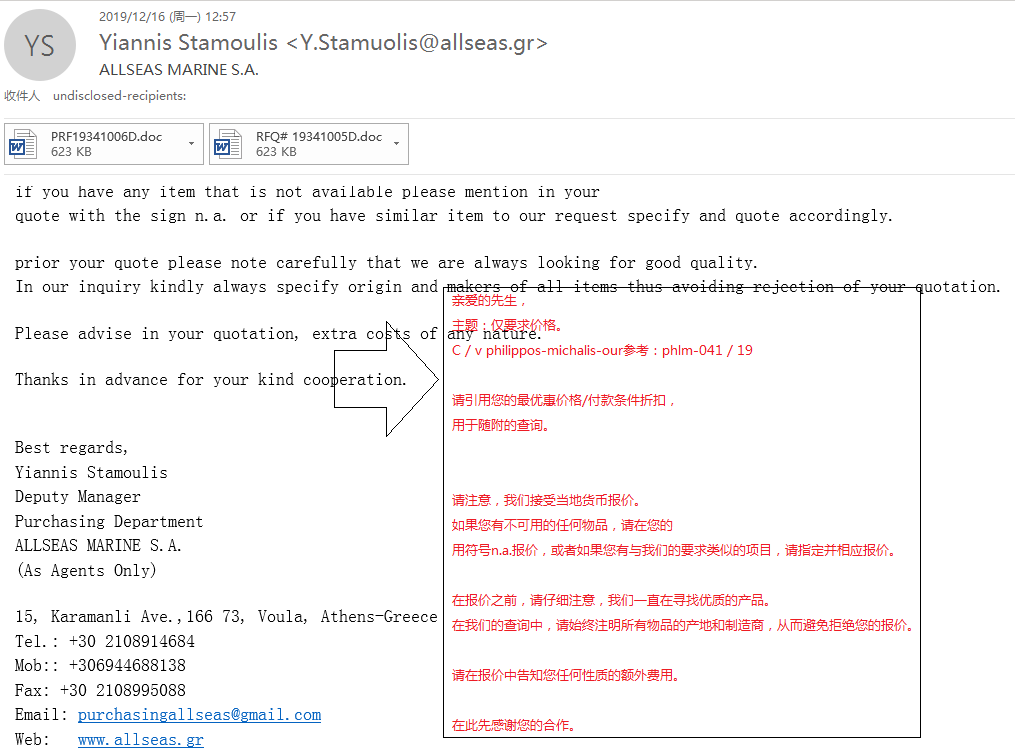 YS
2019/12/16 (周一) 12:57
Yiannis Stamoulis <Y.Stamuolis@allseas.gr>
ALLSEAS MARINE S.A.
收件人 undisclosed-recipients:
PRF19341006D.doc
623 KB
RFQ# 19341005D.doc
623 KB
if you have any item that is not available please mention in your
quote with the sign n.a. or if you have similar item to our request specify and quote accordingly.
prior your quote please note carefully that we are always looking for good quality.
In our inquiry kindly always specify origin and makers of all items thus avoiding rejection of your quotation.
Please advise in your quotation, extra costs of any nature.
Thanks in advance for your kind cooperation.
Best regards,
Yiannis Stamoulis
Deputy Manager
Purchasing Department
ALLSEAS MARINE S.A.
(As Agents Only)
15, Karamanli Ave.,166 73, Voula, Athens-Greece
Tel.: +30 2108914684
Mob:: +306944688138
Fax: +30 2108995088
Email: purchasingallseas@gmail.com
Web: www.allseas.gr
亲爱的先生，
主题：仅要求价格。
C / v philippos-michalis-our参考：phlm-041 / 19
请引用您的最优惠价格/付款条件折扣，
用于随附的查询。
请注意，我们接受当地货币报价。
如果您有不可用的任何物品，请在您的
用符号n.a.报价，或者如果您有与我们的要求类似的项目，请指定并相应报价。
在报价之前，请仔细注意，我们一直在寻找优质的产品。
在我们的查询中，请始终注明所有物品的产地和制造商，从而避免拒绝您的报价。
请在报价中告知您任何性质的额外费用。
在此先感谢您的合作。